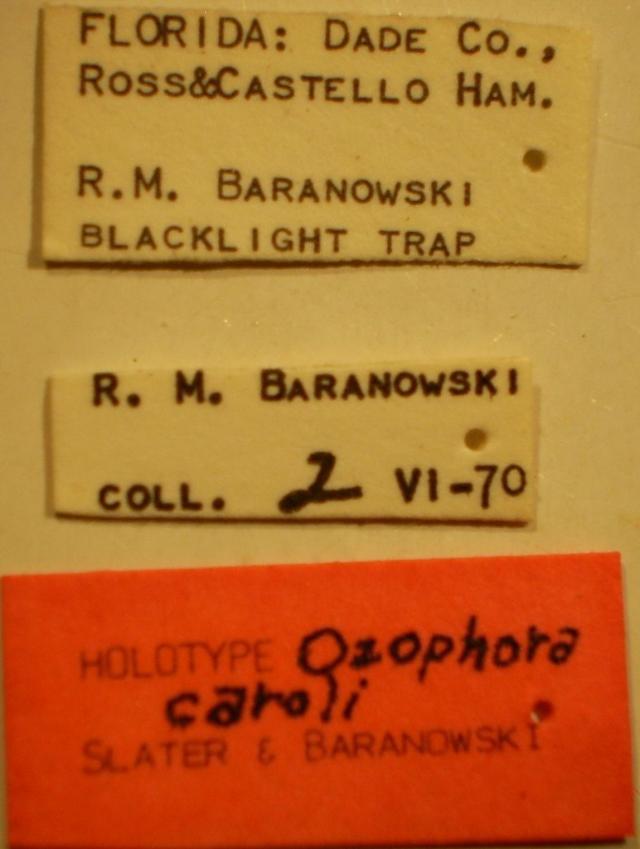 FLORIDA: DADE CO.,
ROSS&CASTELLO HAM.
R.M. BARANOWSKI
BLACKLIGHT TRAP
R. M. BARANOWSKI
COLL. 2 VI-70
HOLOTYPE Ozophora
caroli
SLATER & BARANOWSKI